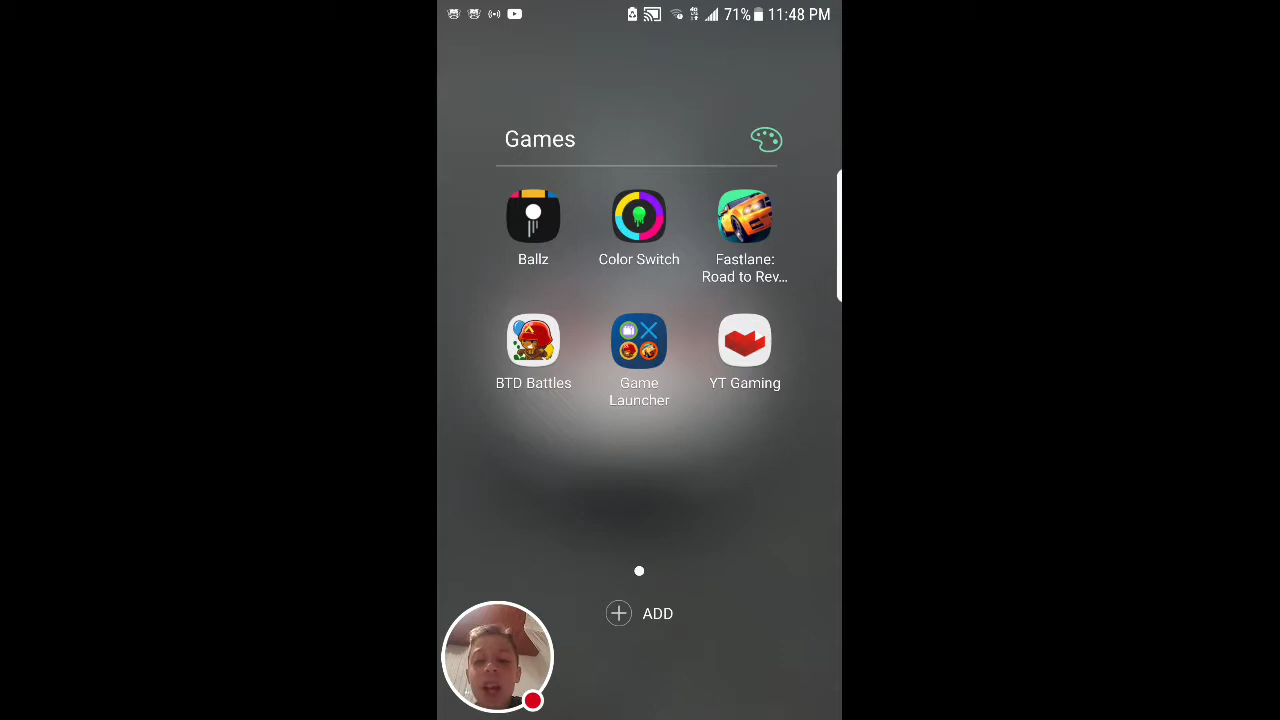 71% 11:48 PM
Games
Ballz
Color Switch
Fastlane:
Road to Rev...
BTD Battles
Game
Launcher
YT Gaming
ADD